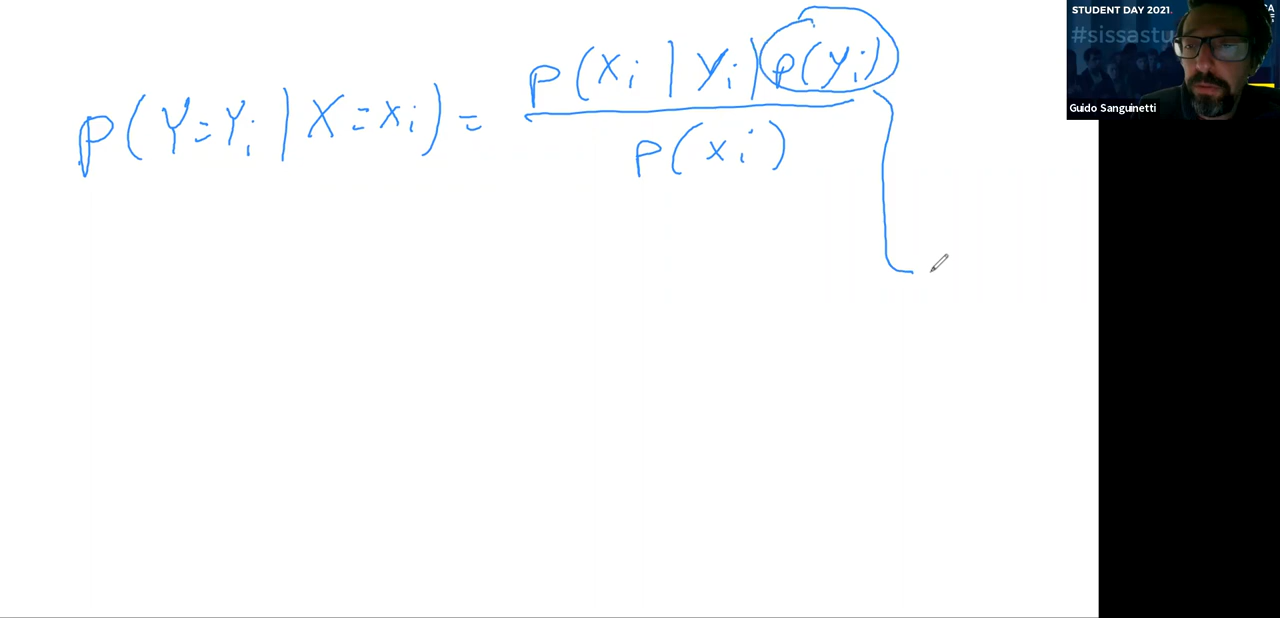 P(Y=Yi | X=xi) = P(xi | yi) p(yi) / P(xi)
STUDENT DAY 2021.
#sissastu
Guido Sanguinetti